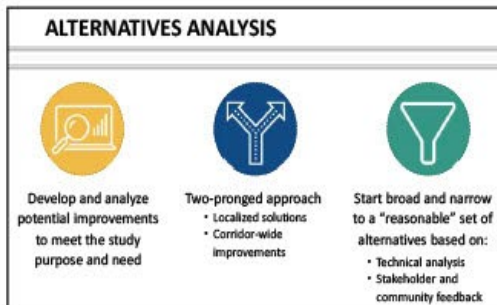 ALTERNATIVES ANALYSIS
Develop and analyze
potential improvements
to meet the study
purpose and need
Two-pronged approach
• Localized solutions
• Corridor-wide
improvements
Start broad and narrow
to a “reasonable” set of
alternatives based on:
• Technical analysis
• Stakeholder and
community feedback